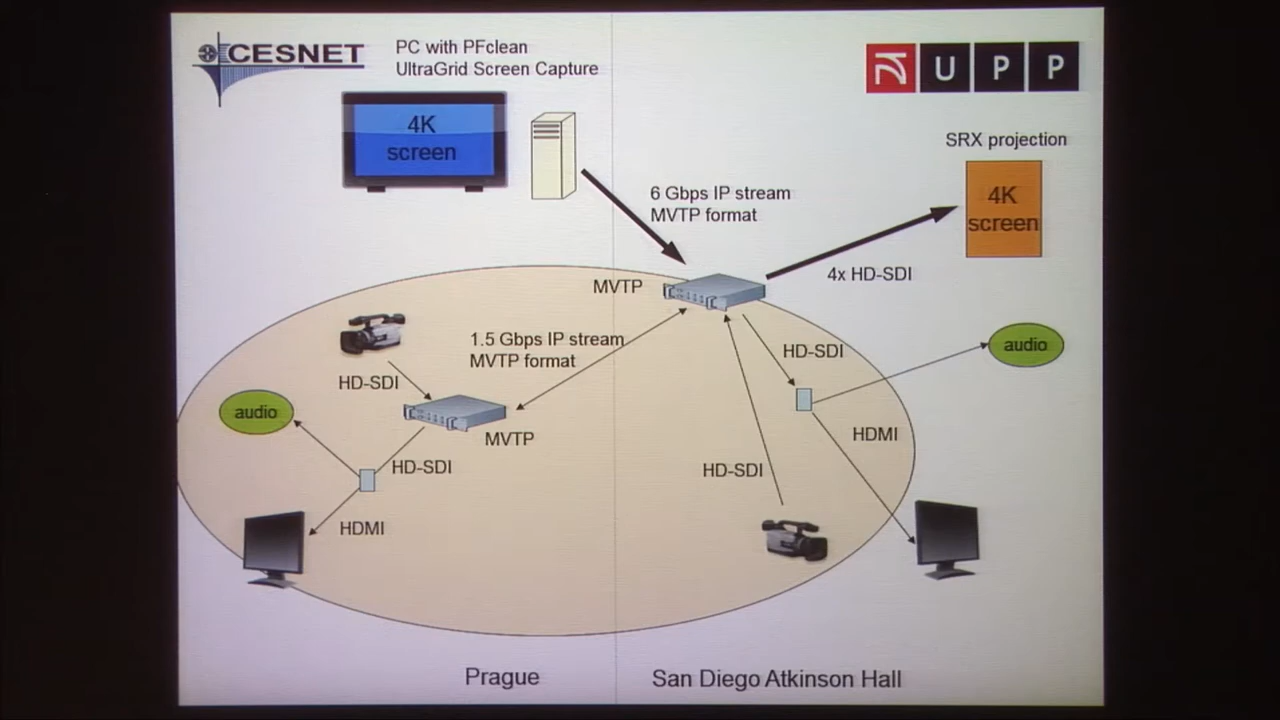 CESNET
PC with PFclean
UltraGrid Screen Capture
UPP
4K
screen
SRX projection
4K
screen
6 Gbps IP stream
MVTP format
4x HD-SDI
MVTP
1.5 Gbps IP stream
MVTP format
HD-SDI
audio
HD-SDI
audio
MVTP
HDMI
HD-SDI
HD-SDI
HDMI
Prague
San Diego Atkinson Hall